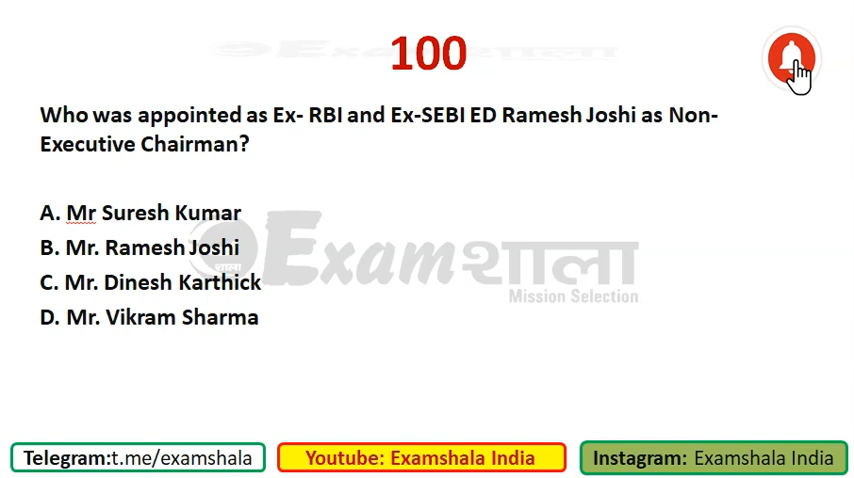 Examशाला
100
Who was appointed as Ex- RBI and Ex-SEBI ED Ramesh Joshi as Non-
Executive Chairman?
A. Mr Suresh Kumar
B. Mr. Ramesh Joshi
C. Mr. Dinesh Karthick
D. Mr. Vikram Sharma
शाला
Examशाला
Mission Selection
Telegram:t.me/examshala
Youtube: Examshala India
Instagram: Examshala India